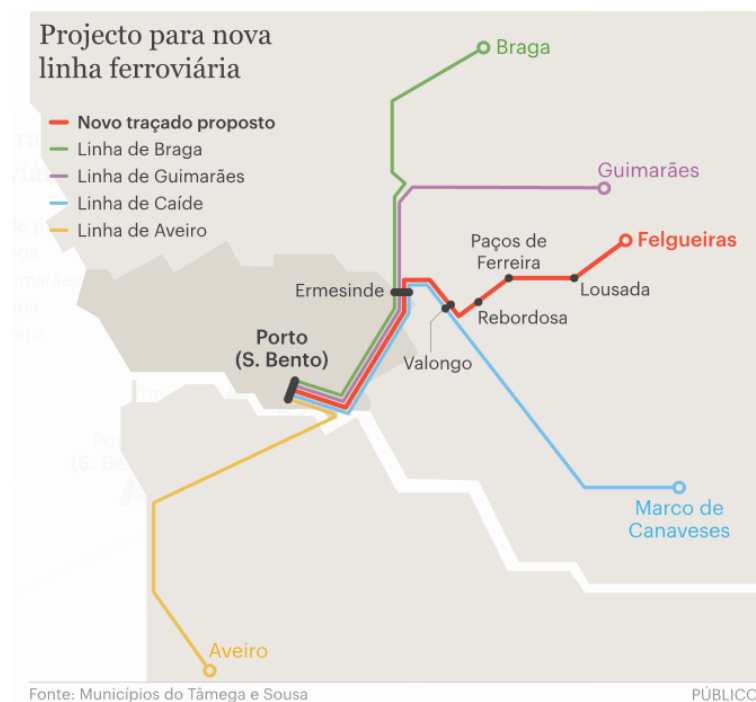 Projecto para nova
linha ferroviária
Novo traçado proposto
Linha de Braga
Linha de Guimarães
Linha de Caíde
Linha de Aveiro
Braga
Guimarães
Felgueiras
Paços de
Ferreira
Lousada
Rebordosa
Ermesinde
Valongo
Porto
(S. Bento)
Marco de
Canaveses
Aveiro
Fonte: Municípios do Tâmega e Sousa
PÚBLICO